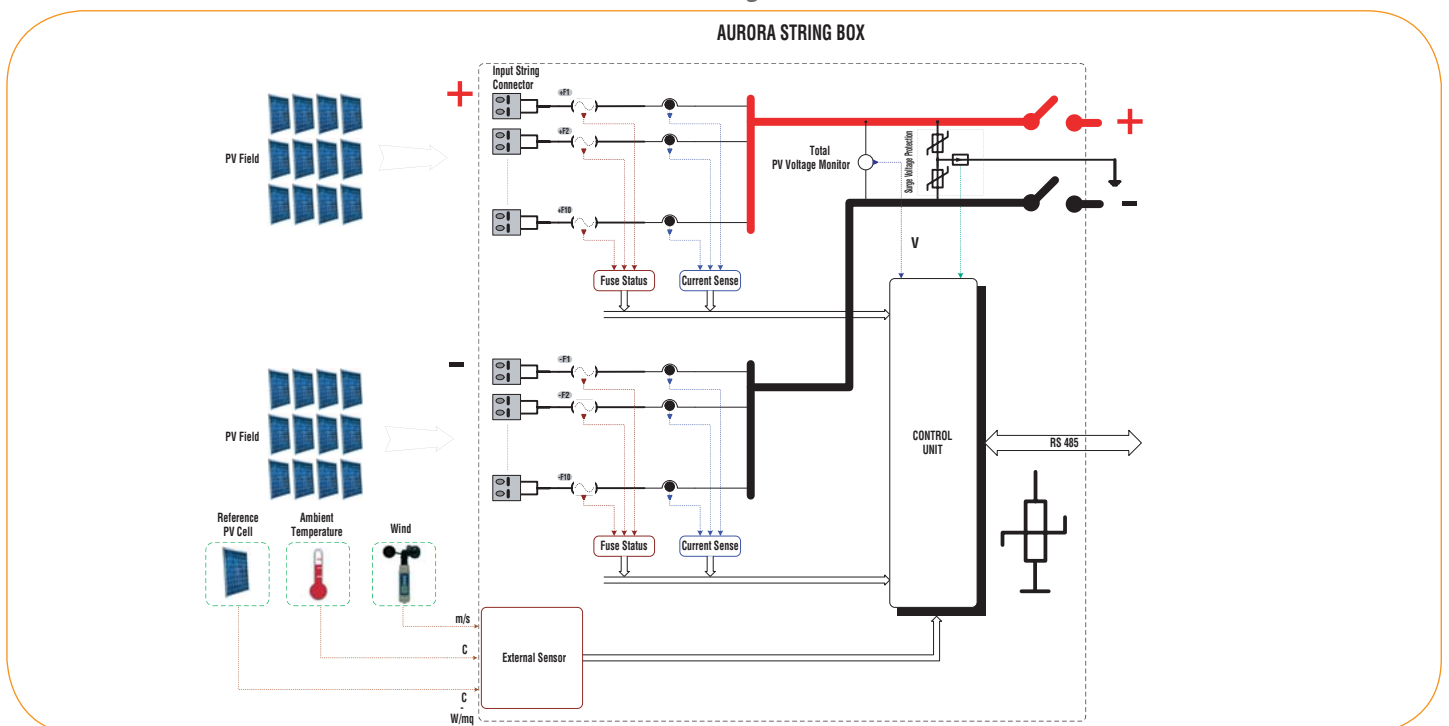 AURORA STRING BOX
Input String
Connector
+
+F1
+
PV Field
+F2
Total
PV Voltage Monitor
Surge Voltage Protection
-
+F10
V
Fuse Status
Current Sense
-
-F1
-F2
PV Field
CONTROL
UNIT
RS 485
-F10
Reference
PV Cell
Ambient
Temperature
Wind
Fuse Status
Current Sense
m/s
C
External Sensor
C
-
W/mq